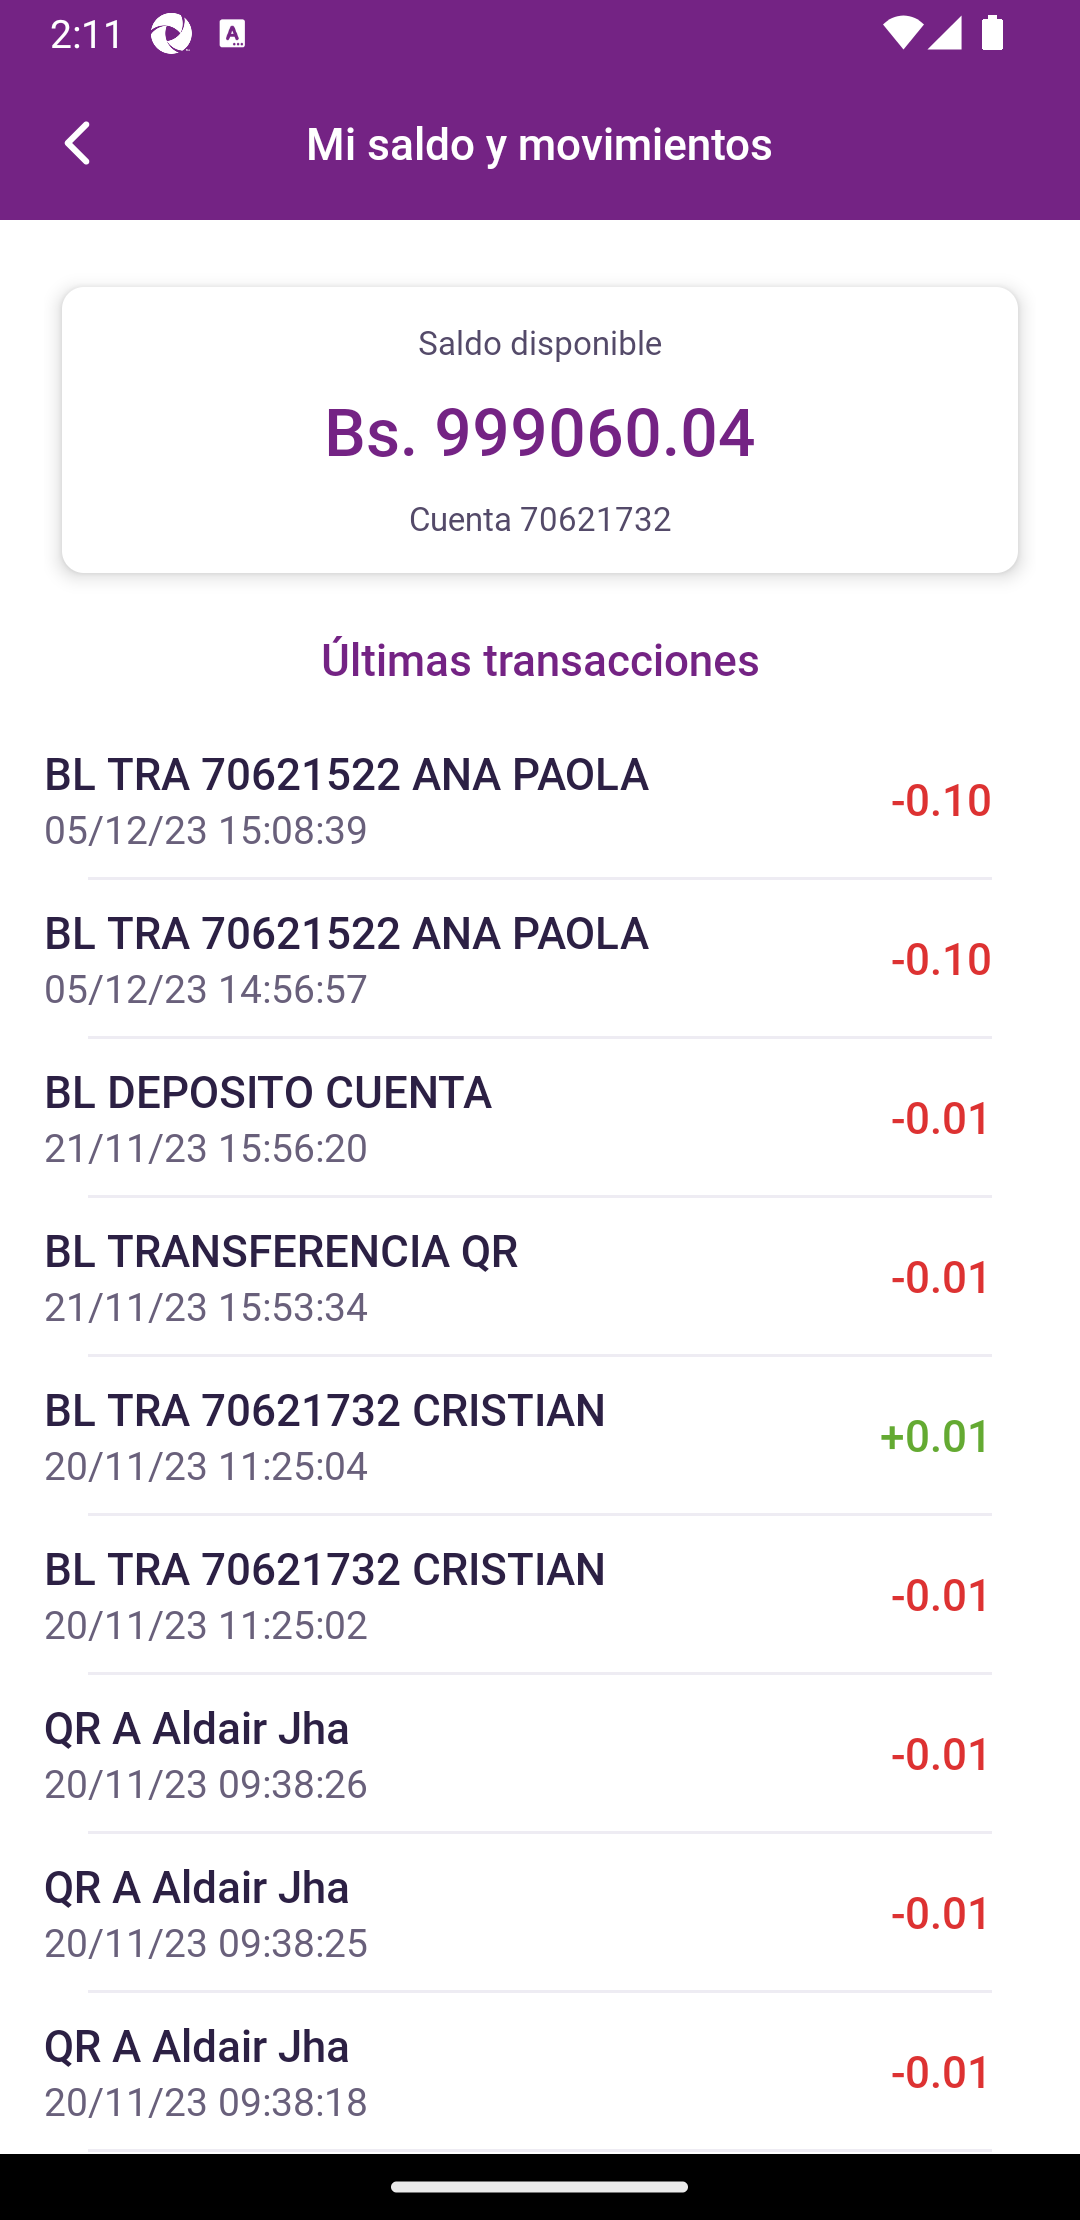 2:11
Mi saldo y movimientos
Saldo disponible
Bs. 999060.04
Cuenta 70621732
Últimas transacciones
BL TRA 70621522 ANA PAOLA
-0.10
05/12/23 15:08:39
BL TRA 70621522 ANA PAOLA
-0.10
05/12/23 14:56:57
BL DEPOSITO CUENTA
-0.01
21/11/23 15:56:20
BL TRANSFERENCIA QR
-0.01
21/11/23 15:53:34
BL TRA 70621732 CRISTIAN
+0.01
20/11/23 11:25:04
BL TRA 70621732 CRISTIAN
-0.01
20/11/23 11:25:02
QR A Aldair Jha
-0.01
20/11/23 09:38:26
QR A Aldair Jha
-0.01
20/11/23 09:38:25
QR A Aldair Jha
-0.01
20/11/23 09:38:18